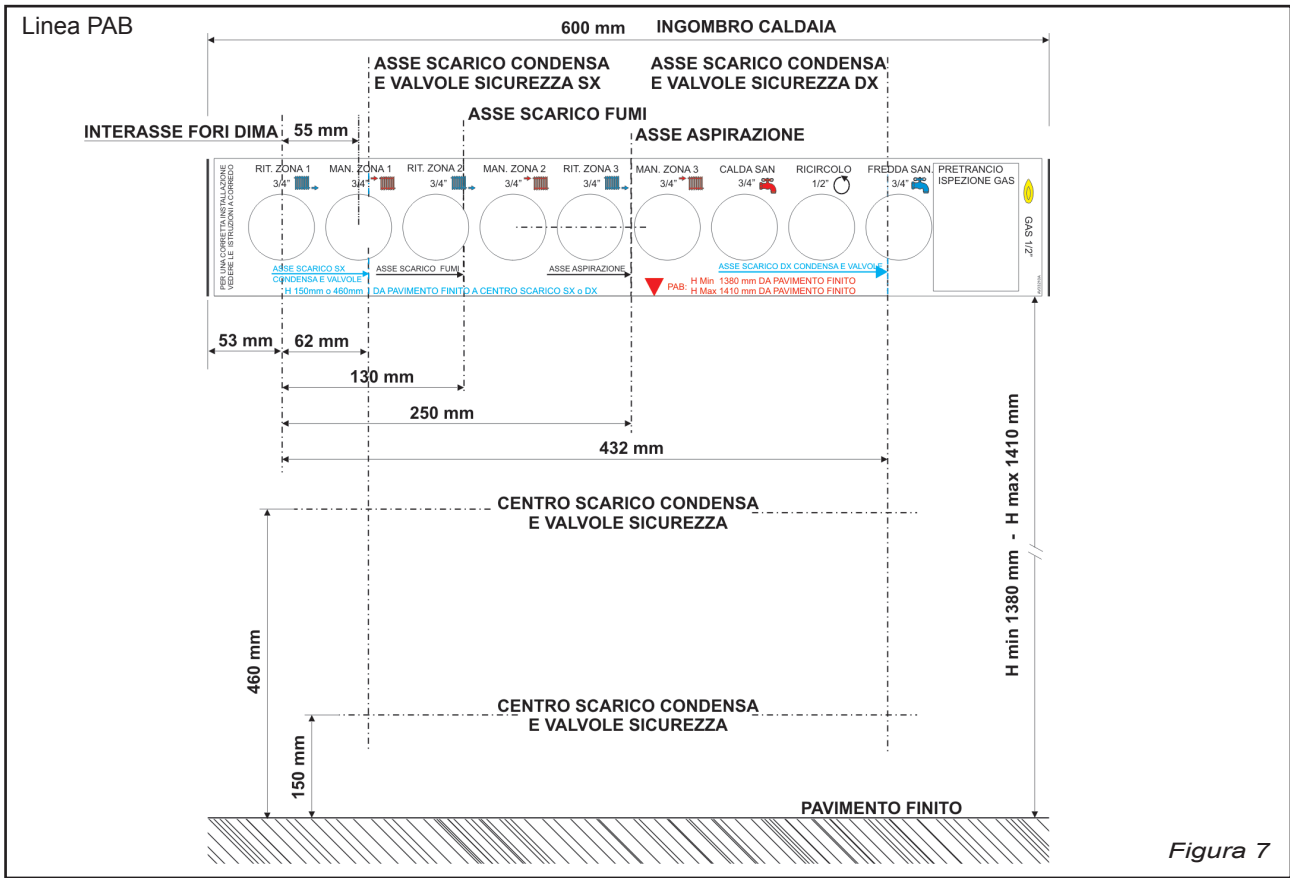 Linea PAB
600 mm INGOMBRO CALDAIA
ASSE SCARICO CONDENSA
E VALVOLE SICUREZZA SX
ASSE SCARICO CONDENSA
E VALVOLE SICUREZZA DX
ASSE SCARICO FUMI
INTERASSE FORI DIMA
55 mm
ASSE ASPIRAZIONE
PER UNA CORRETTA INSTALLAZIONE
VEDERE LE ISTRUZIONI A CORREDO
RIT. ZONA 1
3/4"
MAN. ZONA 1
3/4"
RIT. ZONA 2
3/4"
MAN. ZONA 2
3/4"
RIT. ZONA 3
3/4"
MAN. ZONA 3
3/4"
CALDA SAN
3/4"
RICIRCOLO
1/2"
FREDDA SAN.
3/4"
PRETRANCIO
ISPEZIONE GAS
GAS 1/2"
ASSE SCARICO SX
CONDENSA E VALVOLE
ASSE SCARICO FUMI
ASSE ASPIRAZIONE
ASSE SCARICO DX CONDENSA E VALVOLE
H 150mm o 460mm DA PAVIMENTO FINITO A CENTRO SCARICO SX o DX
PAB: H Min 1380 mm DA PAVIMENTO FINITO
H Max 1410 mm DA PAVIMENTO FINITO
53 mm
62 mm
130 mm
250 mm
432 mm
CENTRO SCARICO CONDENSA
E VALVOLE SICUREZZA
460 mm
H min 1380 mm - H max 1410 mm
CENTRO SCARICO CONDENSA
E VALVOLE SICUREZZA
150 mm
PAVIMENTO FINITO
Figura 7